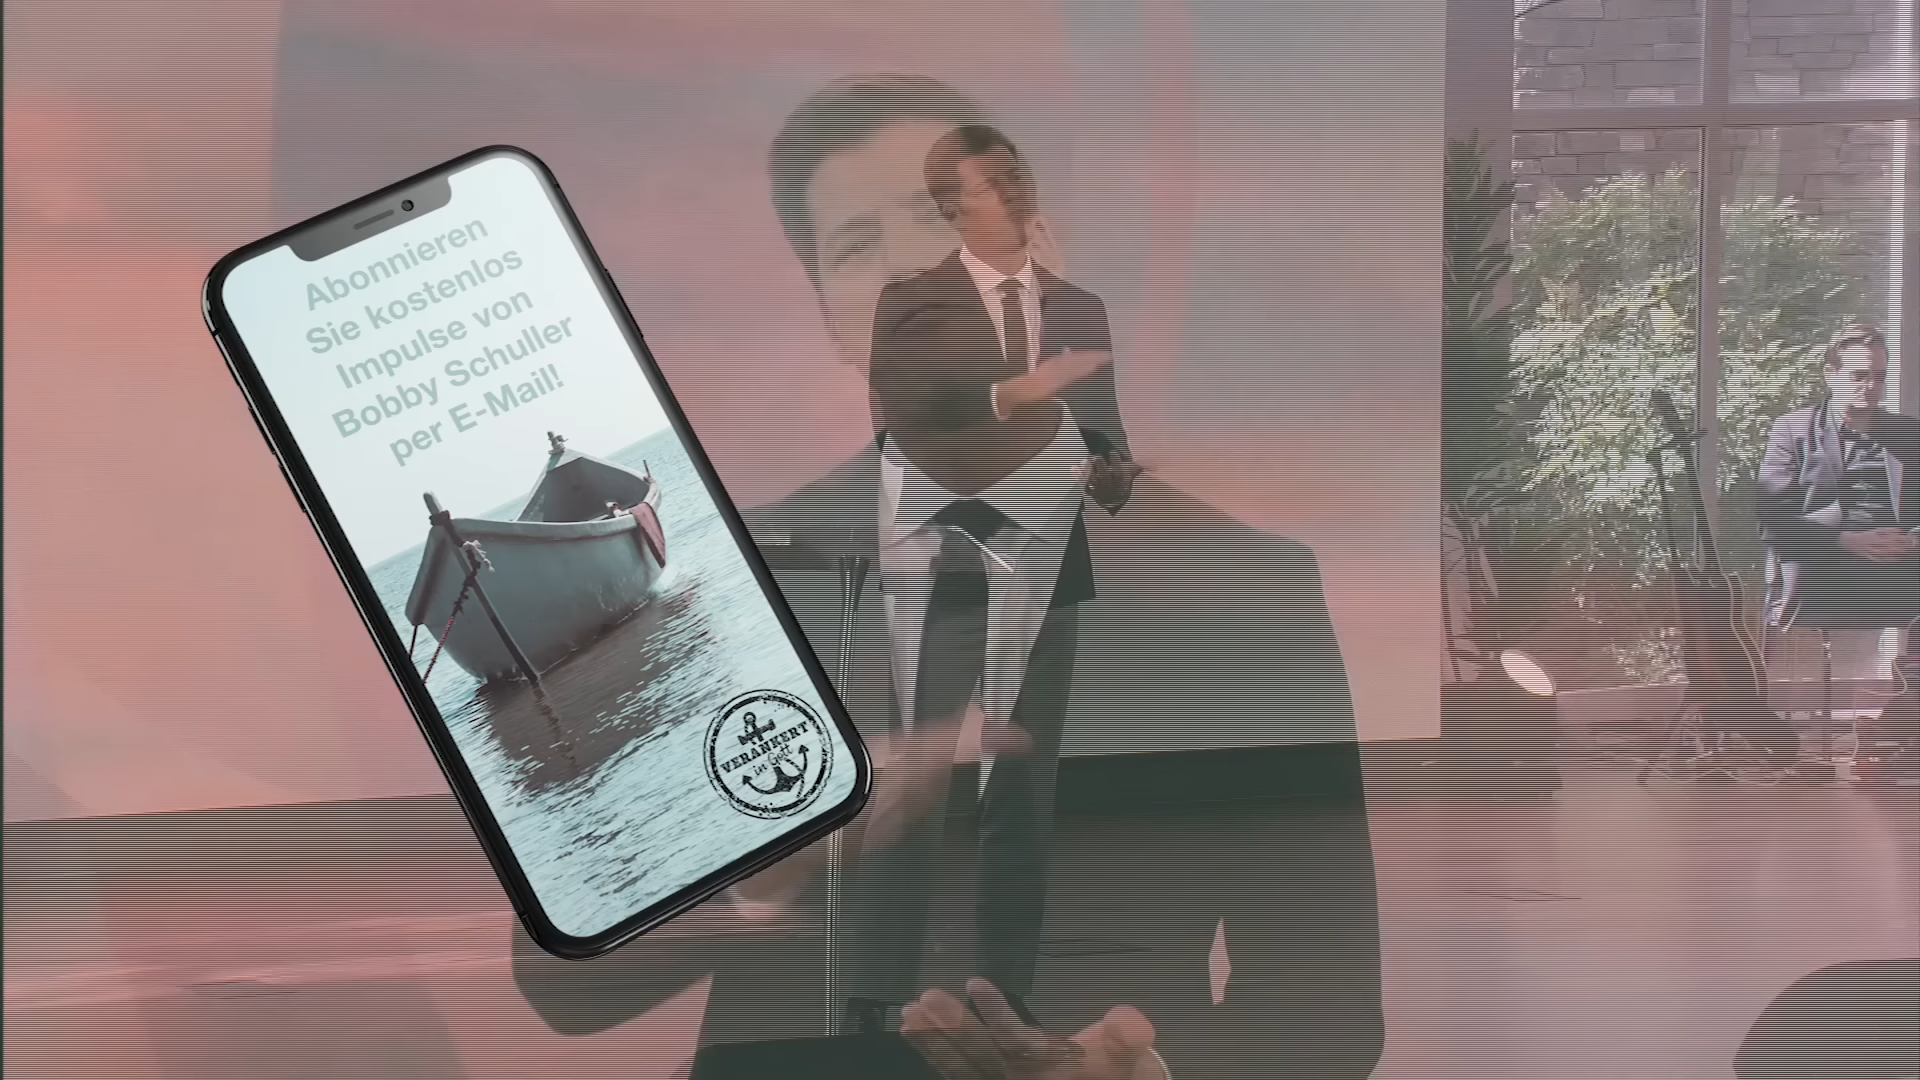 Abonnieren
Sie kostenlos
Impulse von
Bobby Schuller
per E-Mail!
VERANKERT
in Gott